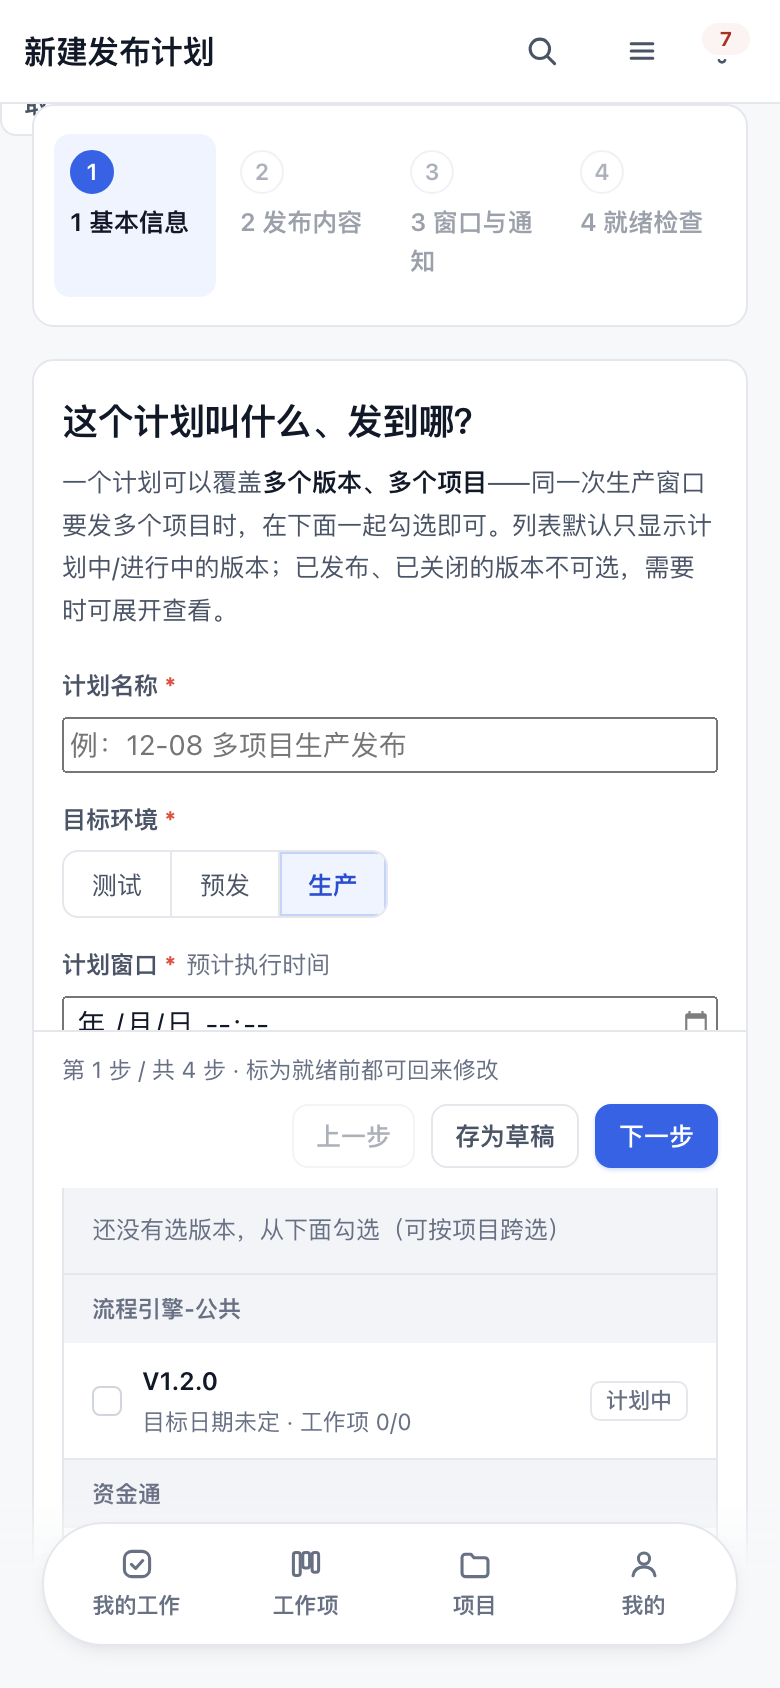 新建发布计划
7
1
2
3
4
1 基本信息
2 发布内容
3 窗口与通
知
4 就绪检查
这个计划叫什么、发到哪?
一个计划可以覆盖多个版本、多个项目——同一次生产窗口
要发多个项目时，在下面一起勾选即可。列表默认只显示计
划中/进行中的版本；已发布、已关闭的版本不可选，需要
时可展开查看。
计划名称 *
例：12-08 多项目生产发布
目标环境 *
测试
预发
生产
计划窗口 * 预计执行时间
年 /月/日 --:--
第 1 步 / 共 4 步 · 标为就绪前都可回来修改
上一步
存为草稿
下一步
还没有选版本，从下面勾选（可按项目跨选）
流程引擎-公共
V1.2.0
目标日期未定 · 工作项 0/0
计划中
资金通
我的工作
工作项
项目
我的